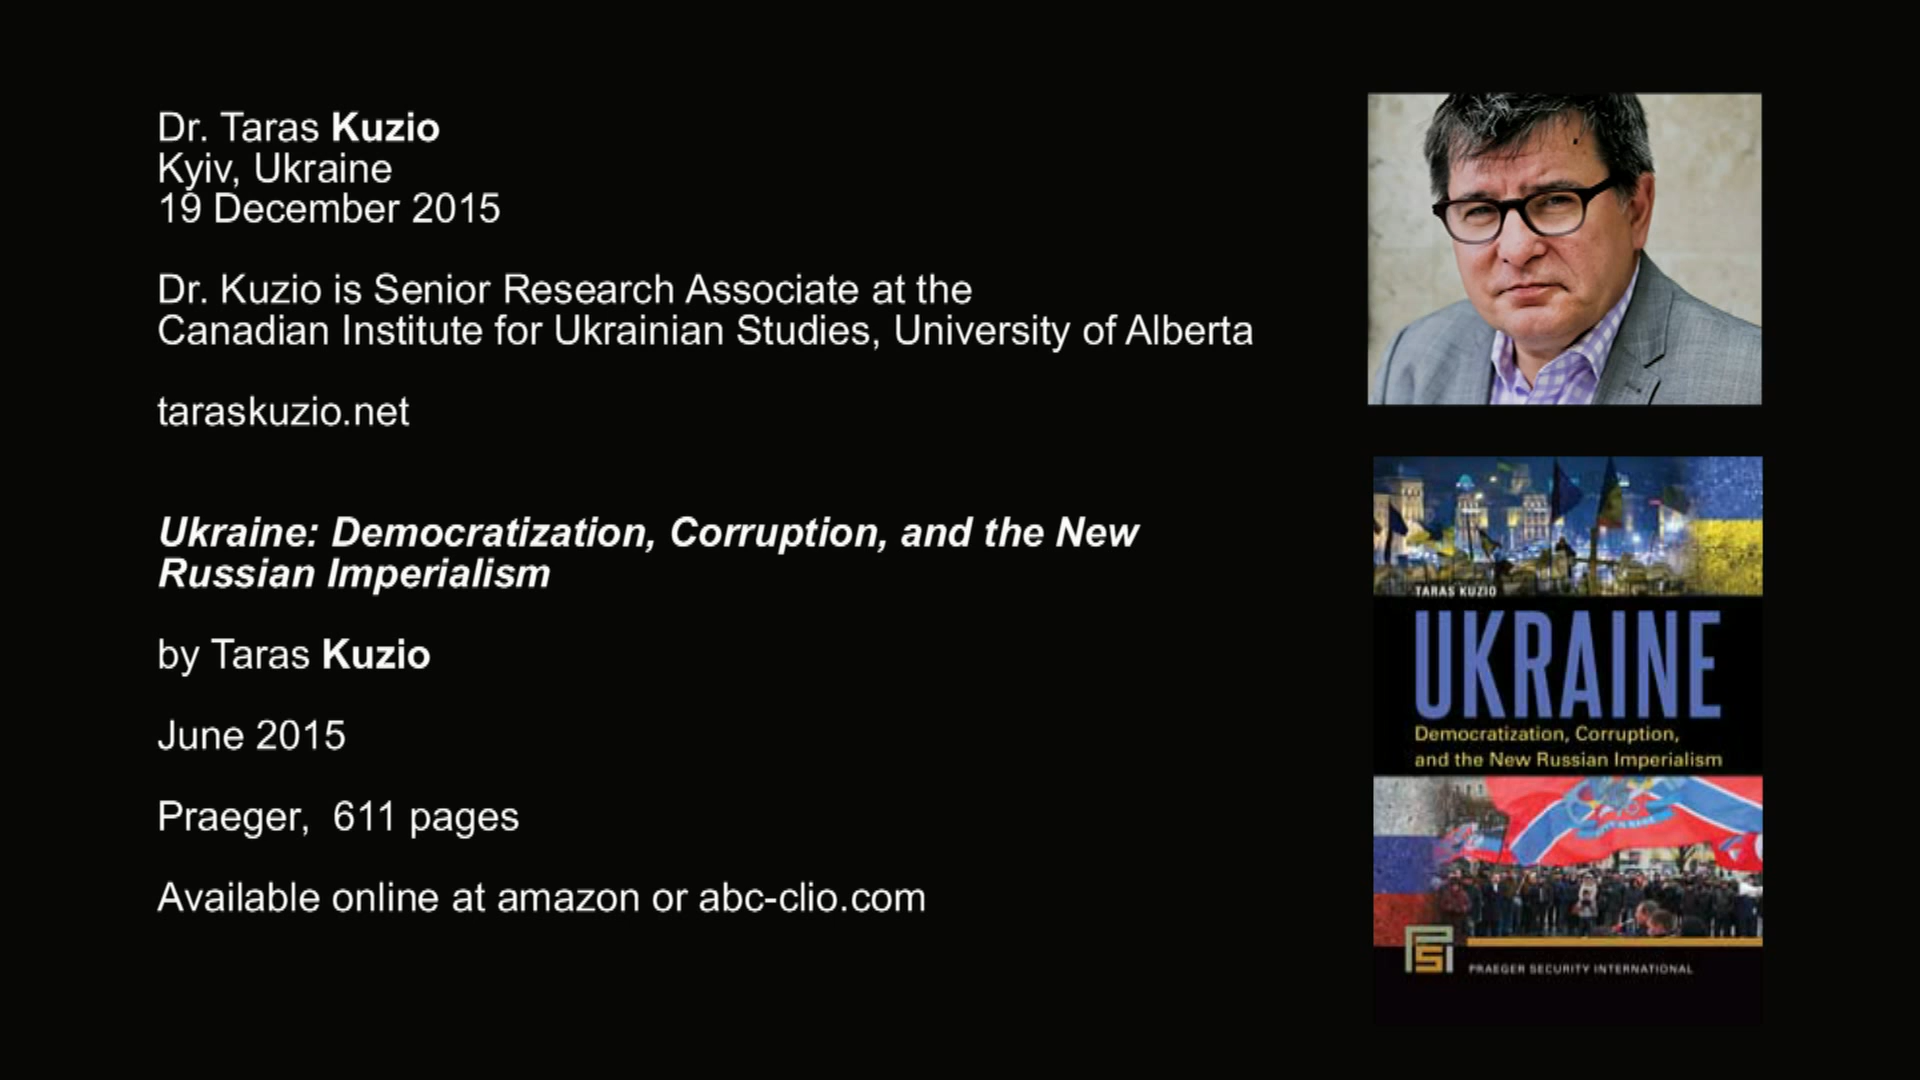 Dr. Taras Kuzio
Kyiv, Ukraine
19 December 2015
Dr. Kuzio is Senior Research Associate at the
Canadian Institute for Ukrainian Studies, University of Alberta
taraskuzio.net
Ukraine: Democratization, Corruption, and the New
Russian Imperialism
by Taras Kuzio
June 2015
Praeger,  611 pages
Available online at amazon or abc-clio.com
TARAS KUZIO
UKRAINE
Democratization, Corruption,
and the New Russian Imperialism
PSI
PRAEGER SECURITY INTERNATIONAL